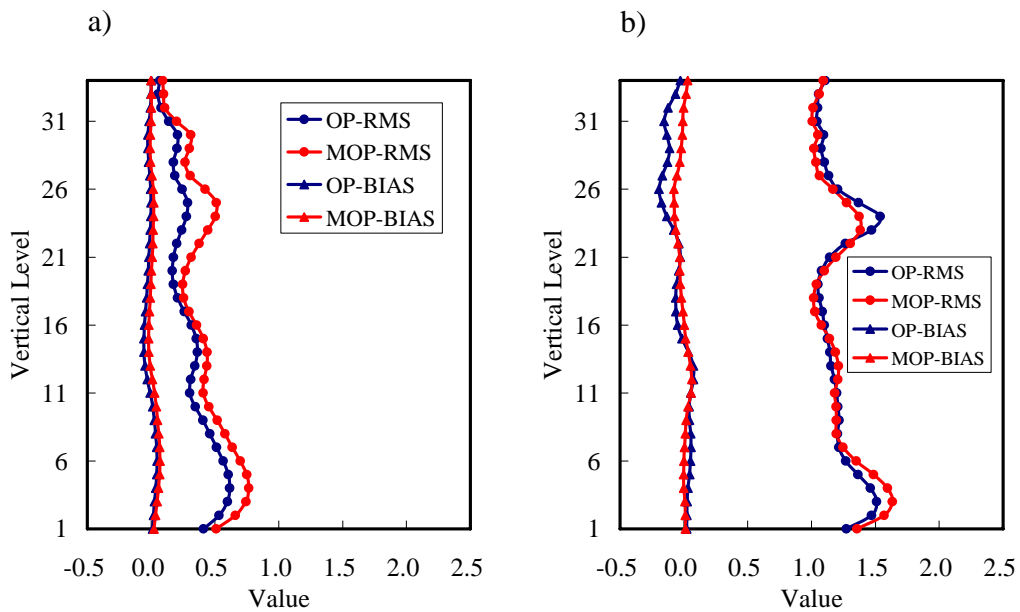 a)
Vertical Level
31
26
21
16
11
6
1
-0.5
0.0
0.5
1.0
1.5
2.0
2.5
Value
OP-RMS
MOP-RMS
OP-BIAS
MOP-BIAS
b)
Vertical Level
31
26
21
16
11
6
1
-0.5
0.0
1.0
1.5
2.0
2.5
Value
OP-RMS
MOP-RMS
OP-BIAS
MOP-BIAS